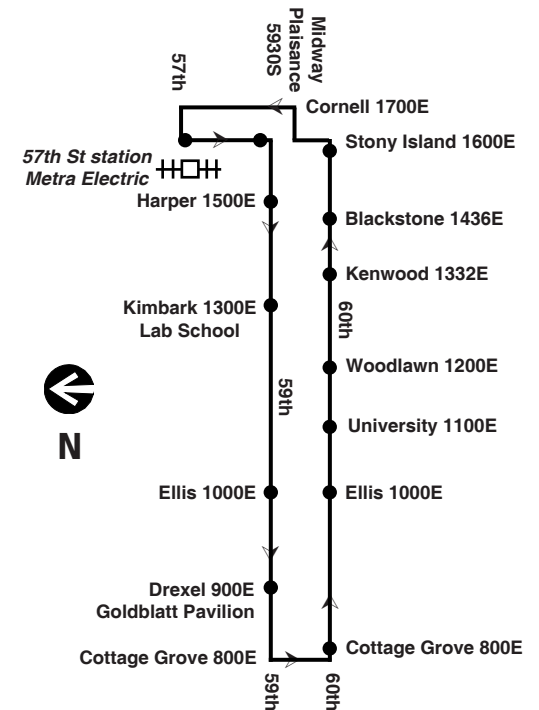 57th
Midway
Plaisance
5930S
Cornell 1700E
Stony Island 1600E
57th St station
Metra Electric
Harper 1500E
Blackstone 1436E
Kenwood 1332E
Kimbark 1300E
Lab School
60th
Woodlawn 1200E
59th
University 1100E
N
Ellis 1000E
Ellis 1000E
Drexel 900E
Goldblatt Pavilion
Cottage Grove 800E
Cottage Grove 800E
59th
60th